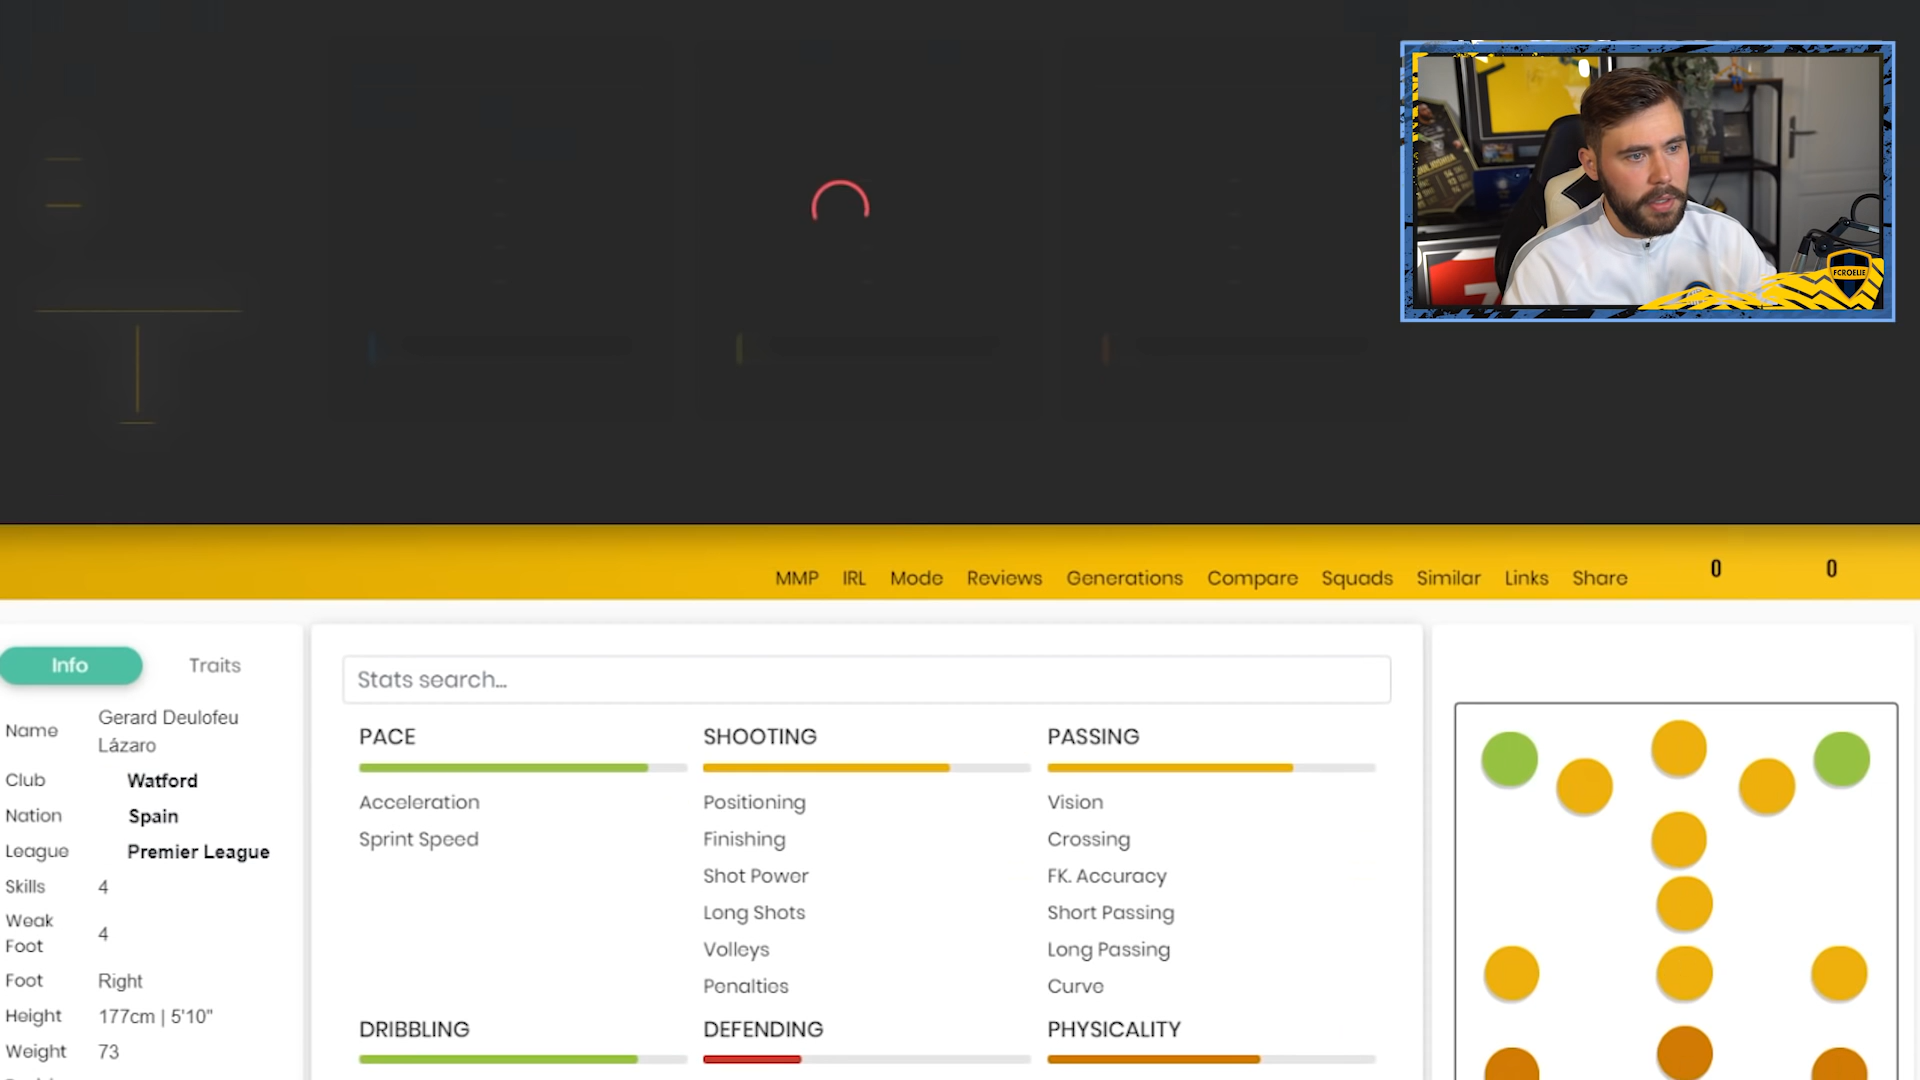 FCROELIE
0 0
MMP IRL Mode Reviews Generations Compare Squads Similar Links Share
Info Traits
Name Gerard Deulofeu
Lázaro
Club Watford
Nation Spain
League Premier League
Skills 4
Weak
Foot 4
Foot Right
Height 177cm | 5'10"
Weight 73
Stats search...
PACE SHOOTING PASSING
Acceleration Positioning Vision
Sprint Speed Finishing Crossing
Shot Power FK. Accuracy
Long Shots Short Passing
Volleys Long Passing
Penalties Curve
DRIBBLING DEFENDING PHYSICALITY